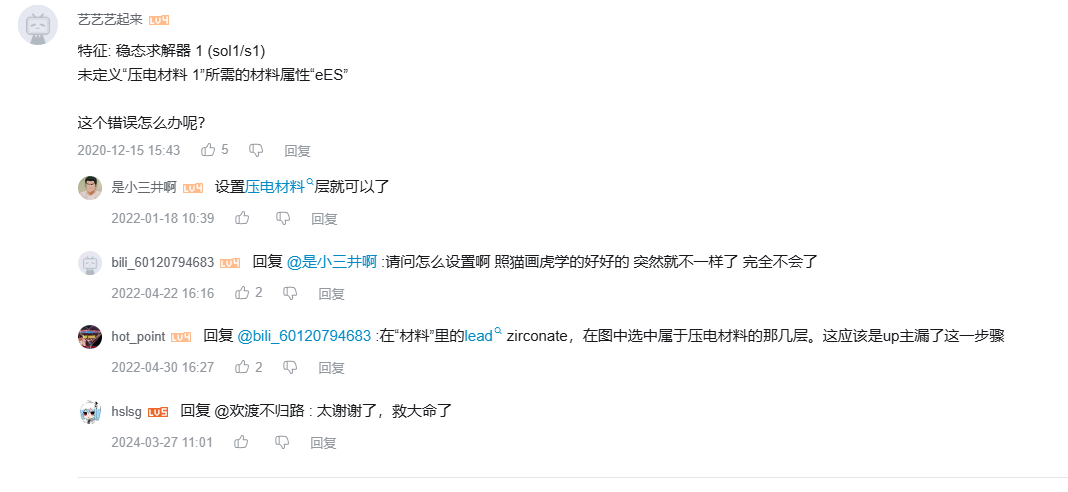 艺艺艺起来 LV4
特征: 稳态求解器 1 (sol1/s1)
未定义“压电材料 1”所需的材料属性“eES”
这个错误怎么办呢?
2020-12-15 15:43 5 回复
是小三井啊 LV4 设置压电材料层就可以了
2022-01-18 10:39 回复
bili_60120794683 LV4 回复 @是小三井啊 :请问怎么设置啊 照猫画虎学的好好的 突然就不一样了 完全不会了
2022-04-22 16:16 2 回复
hot_point LV4 回复 @bili_60120794683 :在“材料”里的lead zirconate，在图中选中属于压电材料的那几层。这应该是up主漏了这一步骤
2022-04-30 16:27 2 回复
hslsg LV5 回复 @欢渡不归路 : 太谢谢了，救大命了
2024-03-27 11:01 回复